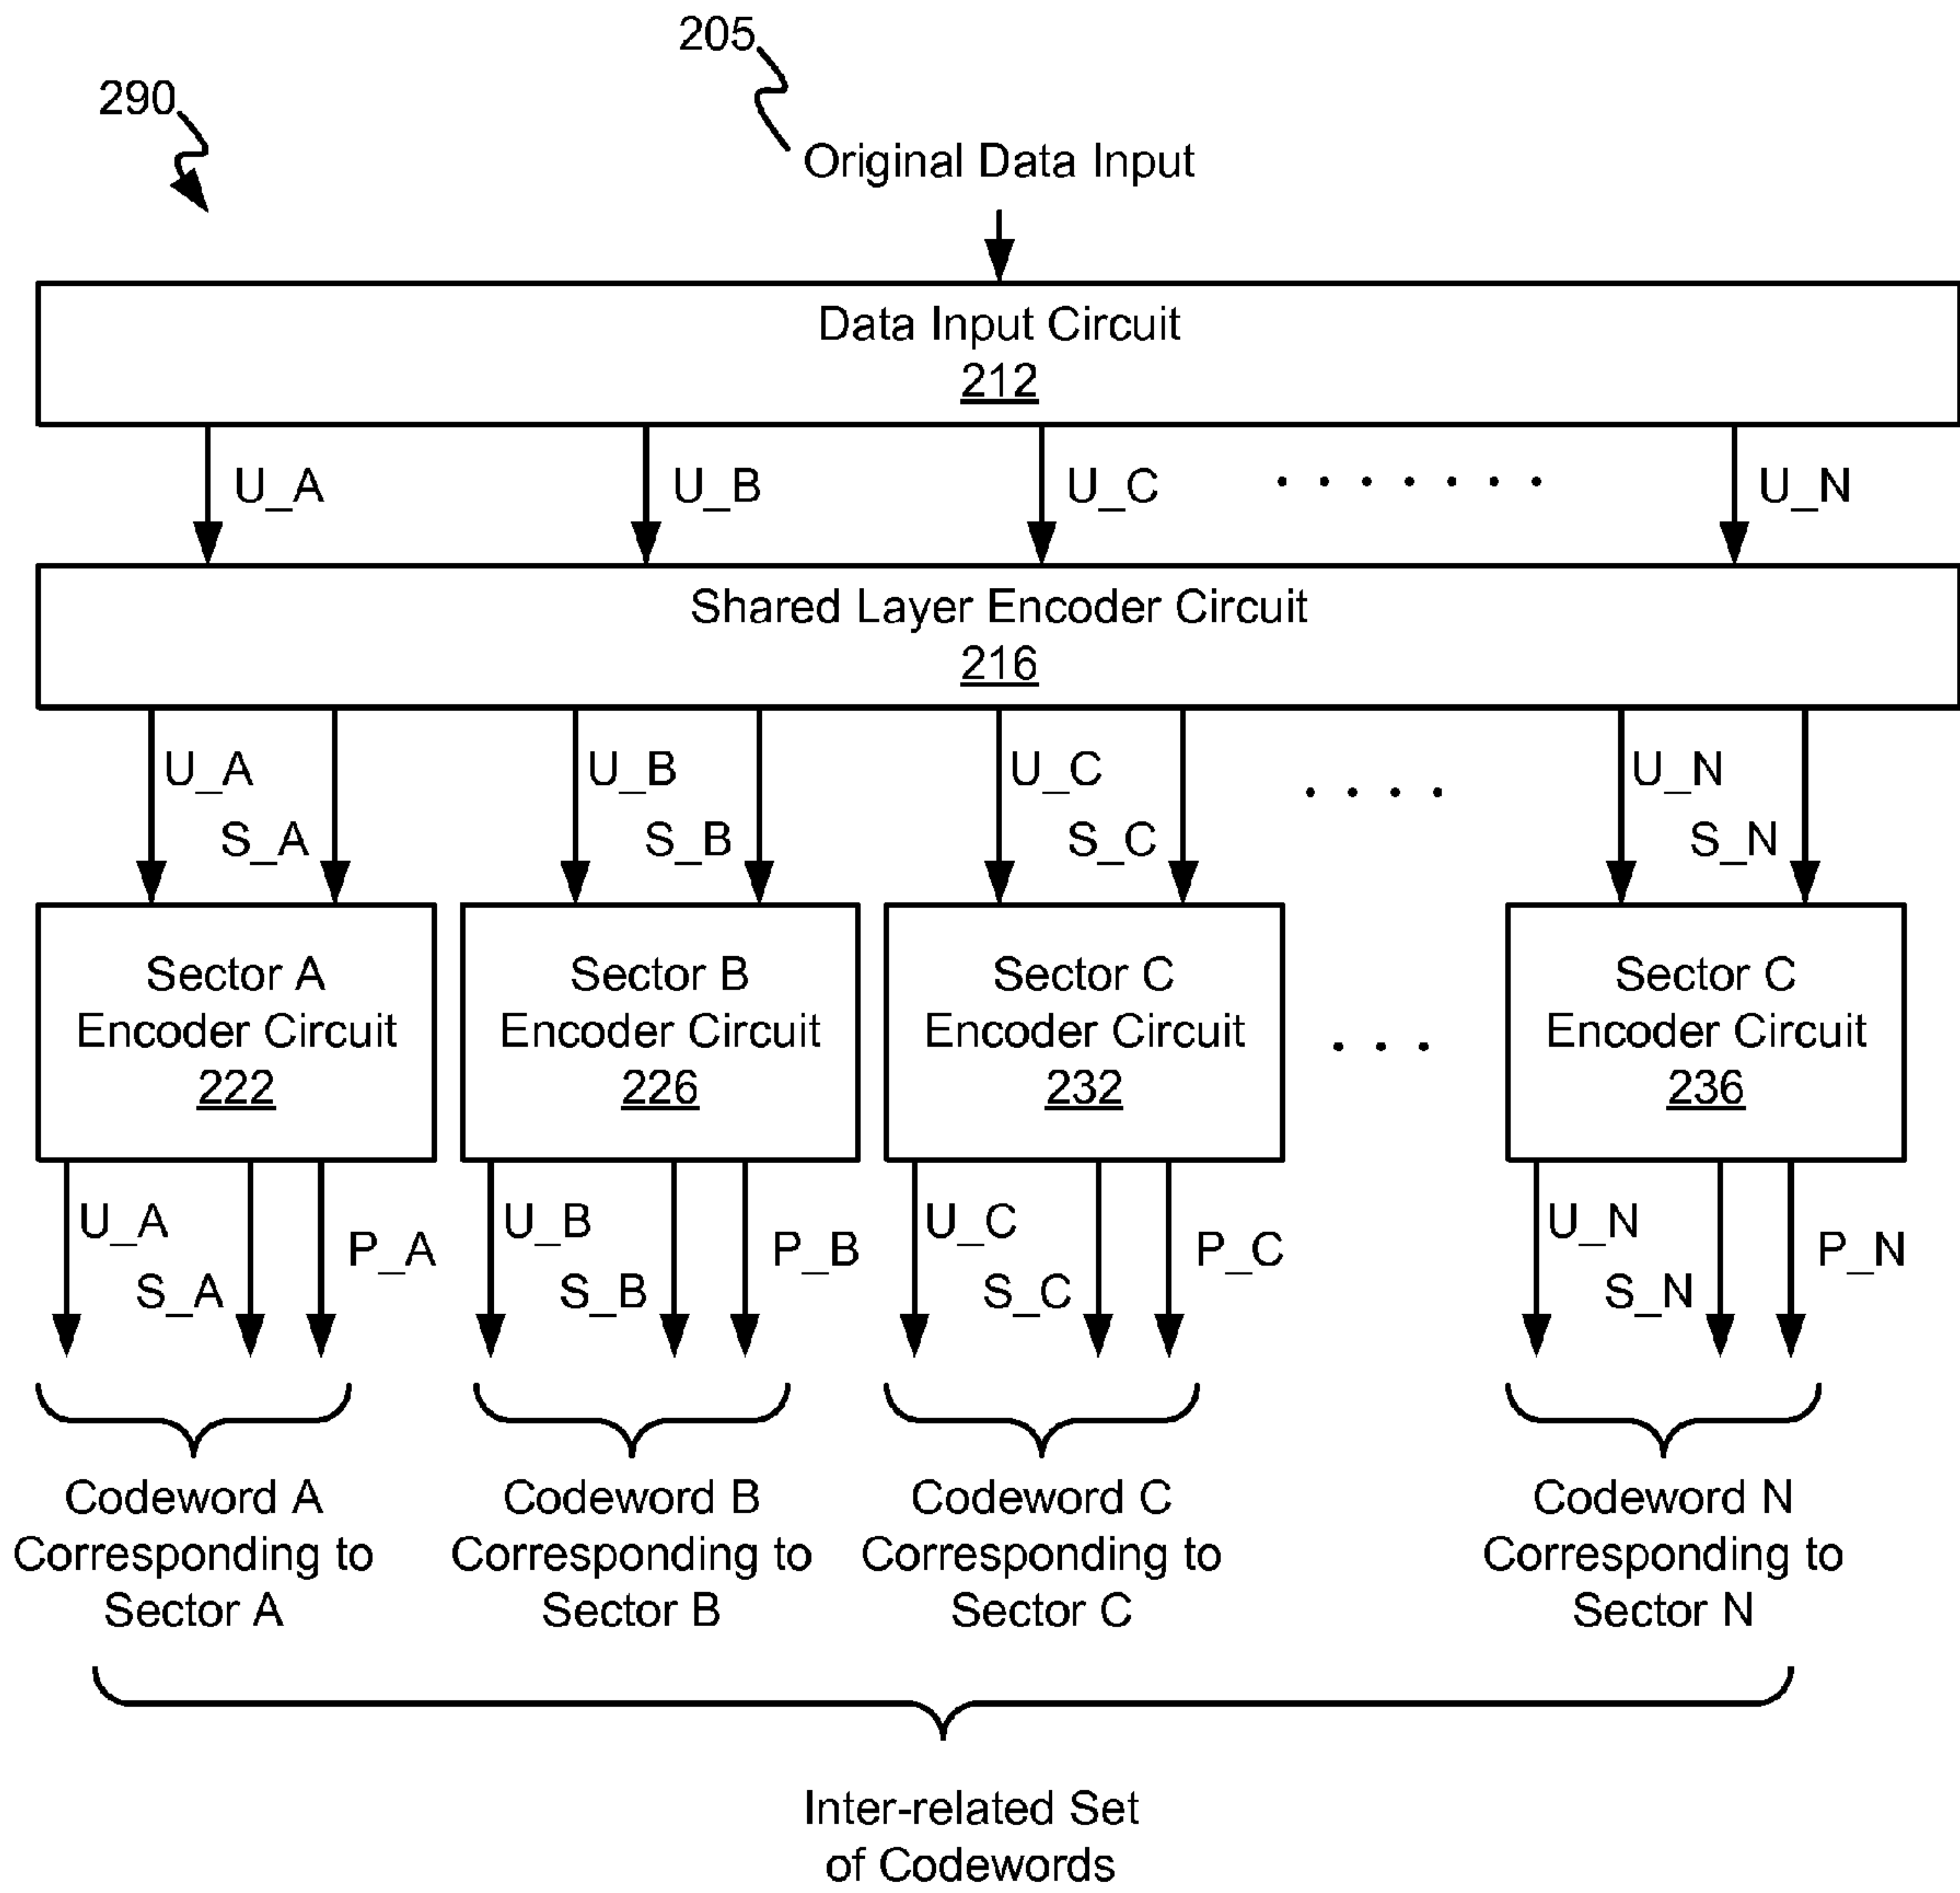 205
290
Original Data Input
Data Input Circuit
212
U_A
U_B
U_C
U_N
Shared Layer Encoder Circuit
216
U_A
S_A
U_B
S_B
U_C
S_C
U_N
S_N
Sector A
Encoder Circuit
222
Sector B
Encoder Circuit
226
Sector C
Encoder Circuit
232
Sector C
Encoder Circuit
236
U_A
S_A
P_A
U_B
S_B
P_B
U_C
S_C
P_C
U_N
S_N
P_N
Codeword A
Corresponding to
Sector A
Codeword B
Corresponding to
Sector B
Codeword C
Corresponding to
Sector C
Codeword N
Corresponding to
Sector N
Inter-related Set
of Codewords